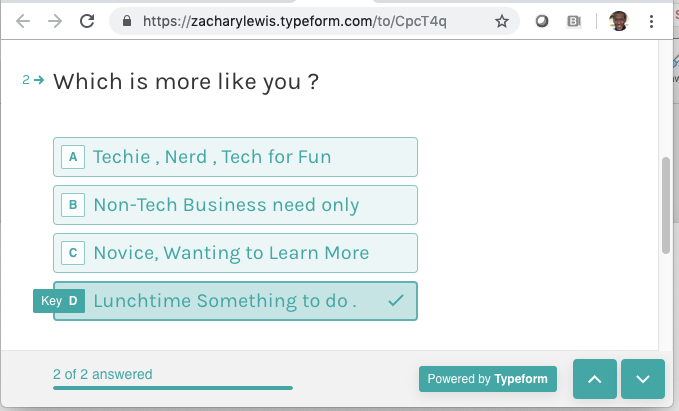 https://zacharylewis.typeform.com/to/CpcT4q
2 → Which is more like you ?
A Techie , Nerd , Tech for Fun
B Non-Tech Business need only
C Novice, Wanting to Learn More
Key D Lunchtime Something to do .
2 of 2 answered
Powered by Typeform